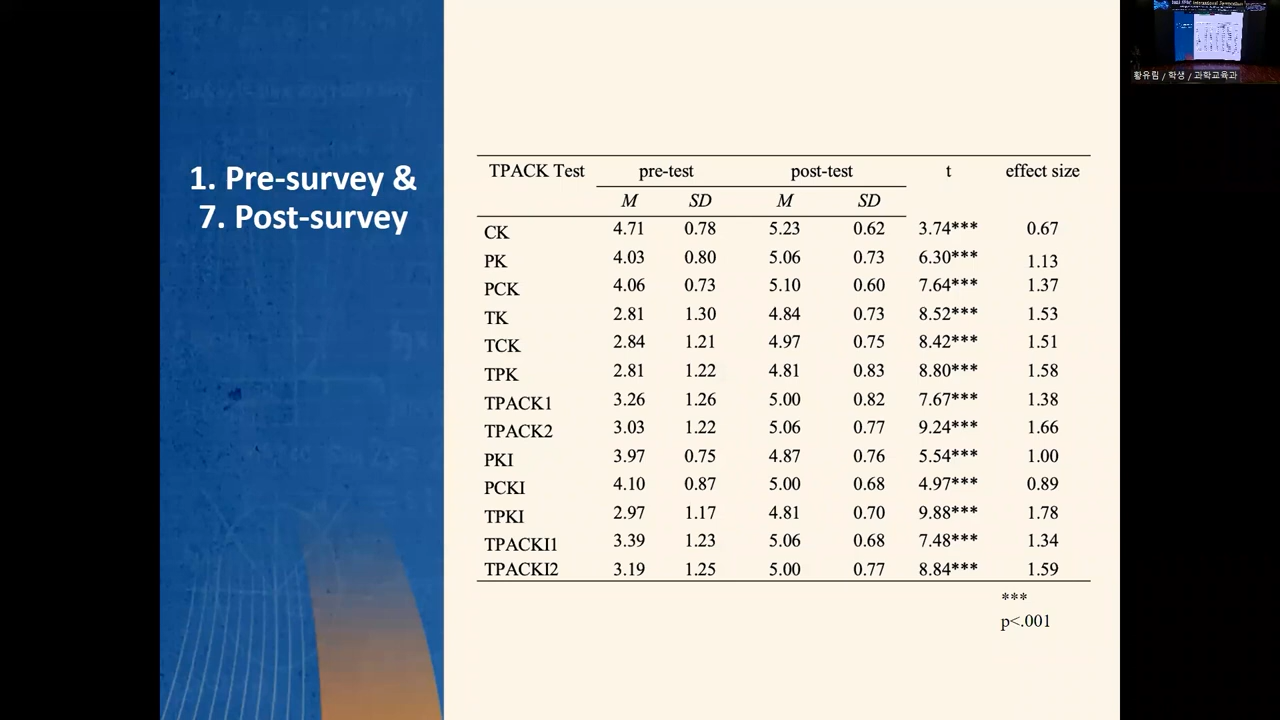 1. Pre-survey &
7. Post-survey
TPACK Test pre-test post-test t effect size
M SD M SD
CK 4.71 0.78 5.23 0.62 3.74*** 0.67
PK 4.03 0.80 5.06 0.73 6.30*** 1.13
PCK 4.06 0.73 5.10 0.60 7.64*** 1.37
TK 2.81 1.30 4.84 0.73 8.52*** 1.53
TCK 2.84 1.21 4.97 0.75 8.42*** 1.51
TPK 2.81 1.22 4.81 0.83 8.80*** 1.58
TPACK1 3.26 1.26 5.00 0.82 7.67*** 1.38
TPACK2 3.03 1.22 5.06 0.77 9.24*** 1.66
PKI 3.97 0.75 4.87 0.76 5.54*** 1.00
PCKI 4.10 0.87 5.00 0.68 4.97*** 0.89
TPKI 2.97 1.17 4.81 0.70 9.88*** 1.78
TPACKI1 3.39 1.23 5.06 0.68 7.48*** 1.34
TPACKI2 3.19 1.25 5.00 0.77 8.84*** 1.59
***
p<.001
황유림 / 학생 / 과학교육과